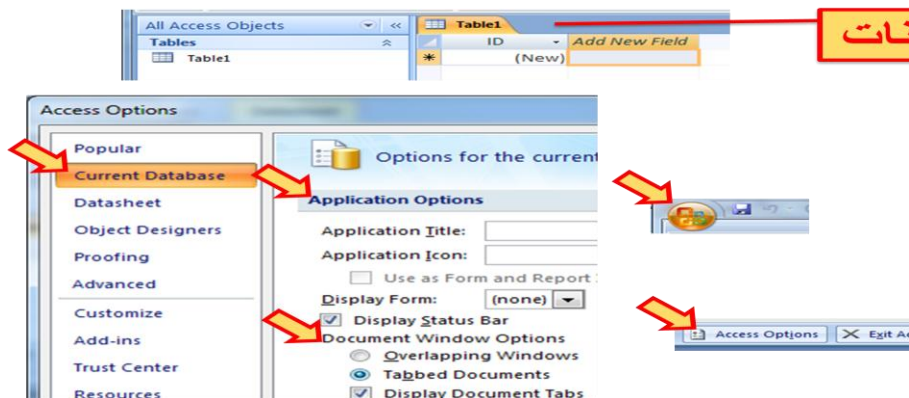 All Access Objects
Tables
Table1
Table1
ID Add New Field
(New)
Access Options
Popular
Current Database
Datasheet
Object Designers
Proofing
Advanced
Customize
Add-ins
Trust Center
Resources
Options for the current
Application Options
Application Title:
Application Icon:
Use as Form and Report
Display Form: (none)
Display Status Bar
Document Window Options
Overlapping Windows
Tabbed Documents
Display Document Tabs
Access Options Exit